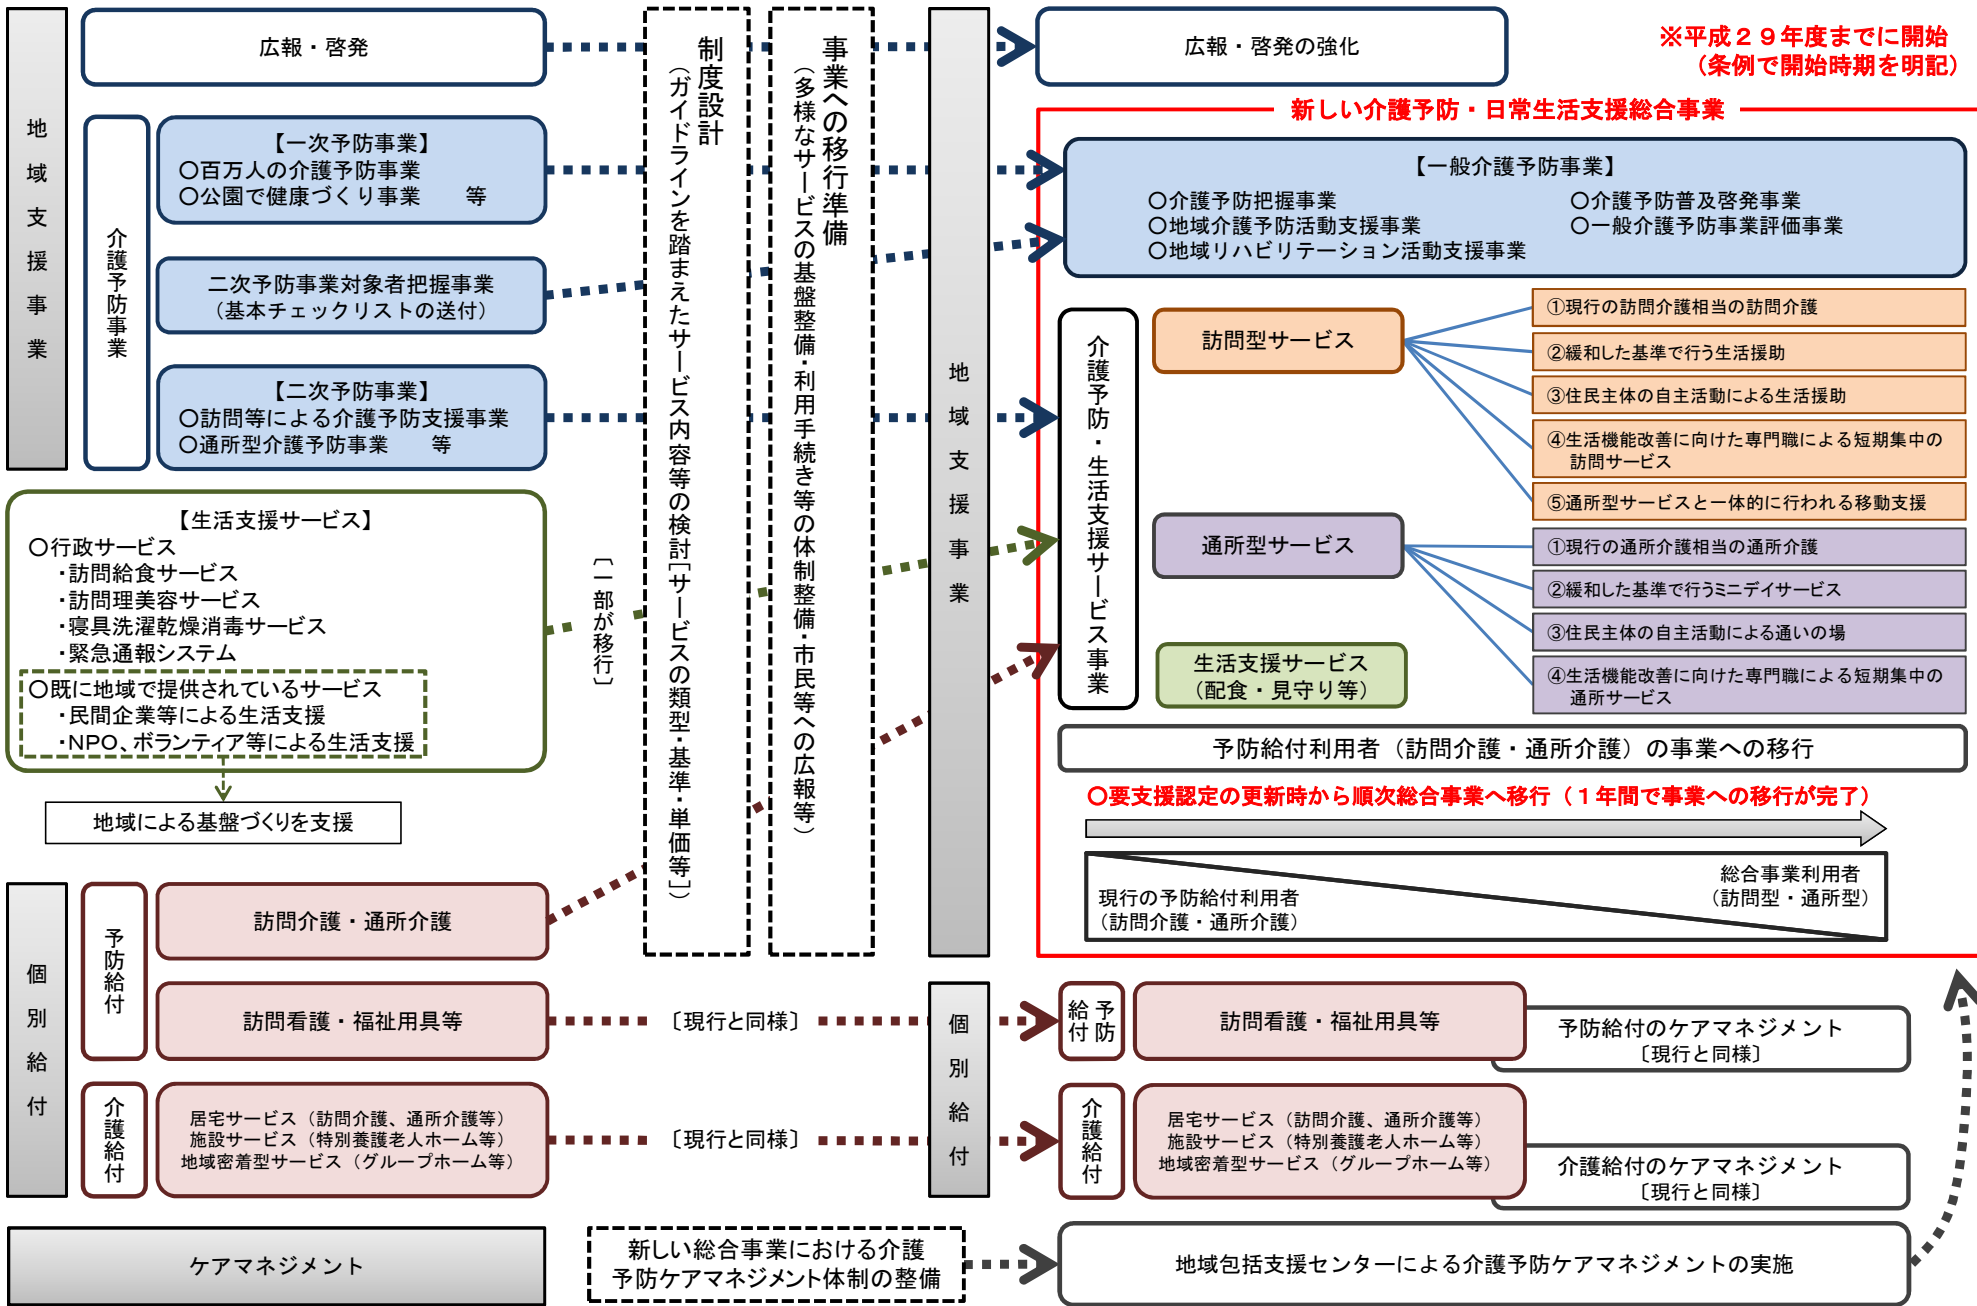 地域支援事業
広報・啓発
介護予防事業
【一次予防事業】
〇百万人の介護予防事業
〇公園で健康づくり事業　　等
二次予防事業対象者把握事業
（基本チェックリストの送付）
【二次予防事業】
〇訪問等による介護予防支援事業
〇通所型介護予防事業　　等
【生活支援サービス】
〇行政サービス
・訪問給食サービス
・訪問理美容サービス
・寝具洗濯乾燥消毒サービス
・緊急通報システム
〇既に地域で提供されているサービス
・民間企業等による生活支援
・NPO、ボランティア等による生活支援
地域による基盤づくりを支援
〔一部が移行〕
個別給付
予防給付
訪問介護・通所介護
訪問看護・福祉用具等
〔現行と同様〕
介護給付
居宅サービス（訪問介護、通所介護等）
施設サービス（特別養護老人ホーム等）
地域密着型サービス（グループホーム等）
〔現行と同様〕
ケアマネジメント
制度設計
（ガイドラインを踏まえたサービス内容等の検討［サービスの類型・基準・単価等］）
事業への移行準備
（多様なサービスの基盤整備・利用手続き等の体制整備・市民等への広報等）
新しい総合事業における介護
予防ケアマネジメント体制の整備
地域支援事業
広報・啓発の強化
※平成２９年度までに開始
（条例で開始時期を明記）
新しい介護予防・日常生活支援総合事業
【一般介護予防事業】
〇介護予防把握事業
〇介護予防普及啓発事業
〇地域介護予防活動支援事業
〇一般介護予防事業評価事業
〇地域リハビリテーション活動支援事業
介護予防・生活支援サービス事業
訪問型サービス
①現行の訪問介護相当の訪問介護
②緩和した基準で行う生活援助
③住民主体の自主活動による生活援助
④生活機能改善に向けた専門職による短期集中の
訪問サービス
⑤通所型サービスと一体的に行われる移動支援
通所型サービス
①現行の通所介護相当の通所介護
②緩和した基準で行うミニデイサービス
③住民主体の自主活動による通いの場
④生活機能改善に向けた専門職による短期集中の
通所サービス
生活支援サービス
（配食・見守り等）
予防給付利用者（訪問介護・通所介護）の事業への移行
〇要支援認定の更新時から順次総合事業へ移行（１年間で事業への移行が完了）
現行の予防給付利用者
（訪問介護・通所介護）
総合事業利用者
（訪問型・通所型）
個別給付
予防給付
訪問看護・福祉用具等
予防給付のケアマネジメント
〔現行と同様〕
介護給付
居宅サービス（訪問介護、通所介護等）
施設サービス（特別養護老人ホーム等）
地域密着型サービス（グループホーム等）
介護給付のケアマネジメント
〔現行と同様〕
地域包括支援センターによる介護予防ケアマネジメントの実施